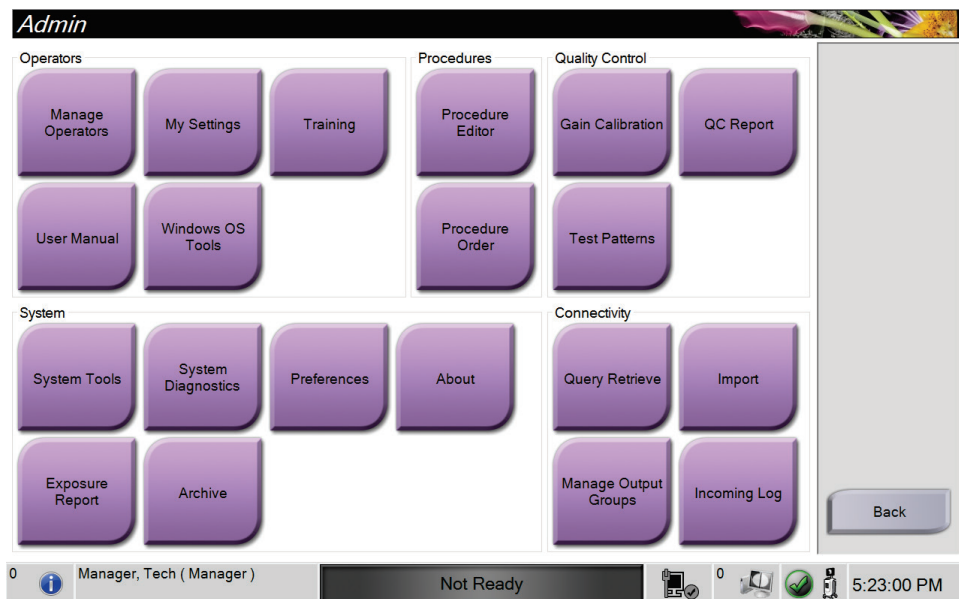 Admin
Operators
Manage
Operators
My Settings
Training
User Manual
Windows OS
Tools
Procedures
Procedure
Editor
Procedure
Order
Quality Control
Gain Calibration
QC Report
Test Patterns
System
System Tools
System
Diagnostics
Preferences
About
Exposure
Report
Archive
Connectivity
Query Retrieve
Import
Manage Output
Groups
Incoming Log
Back
0
Manager, Tech ( Manager )
Not Ready
0
5:23:00 PM